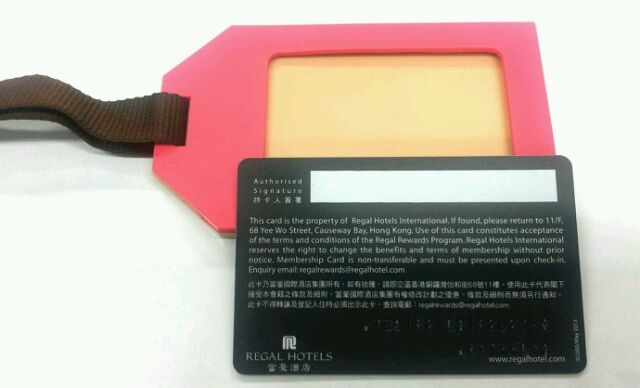 Authorised
Signature
持卡人簽署
This card is the property of Regal Hotels International. If found, please return to 11/F,
68 Yee Wo Street, Causeway Bay, Hong Kong. Use of this card constitutes acceptance
of the terms and conditions of the Regal Rewards Program. Regal Hotels International
reserves the right to change the benefits and terms of membership without prior
notice. Membership Card is non-transferable and must be presented upon check-in.
Enquiry email: regalrewards@regalhotel.com
此卡乃富豪國際酒店集團所有,如有拾獲,請即交還香港銅鑼灣怡和街68號11樓。使用此卡代表閣下
接受本會籍之條款及細則。富豪國際酒店集團有權修改計劃之優惠、條款及細則而無須另行通知。
此卡不得轉讓及登記入住時必須出示此卡。查詢電郵:regalrewards@regalhotel.com
R
REGAL HOTELS
富豪酒店
www.regalhotel.com
30,000/May 2013